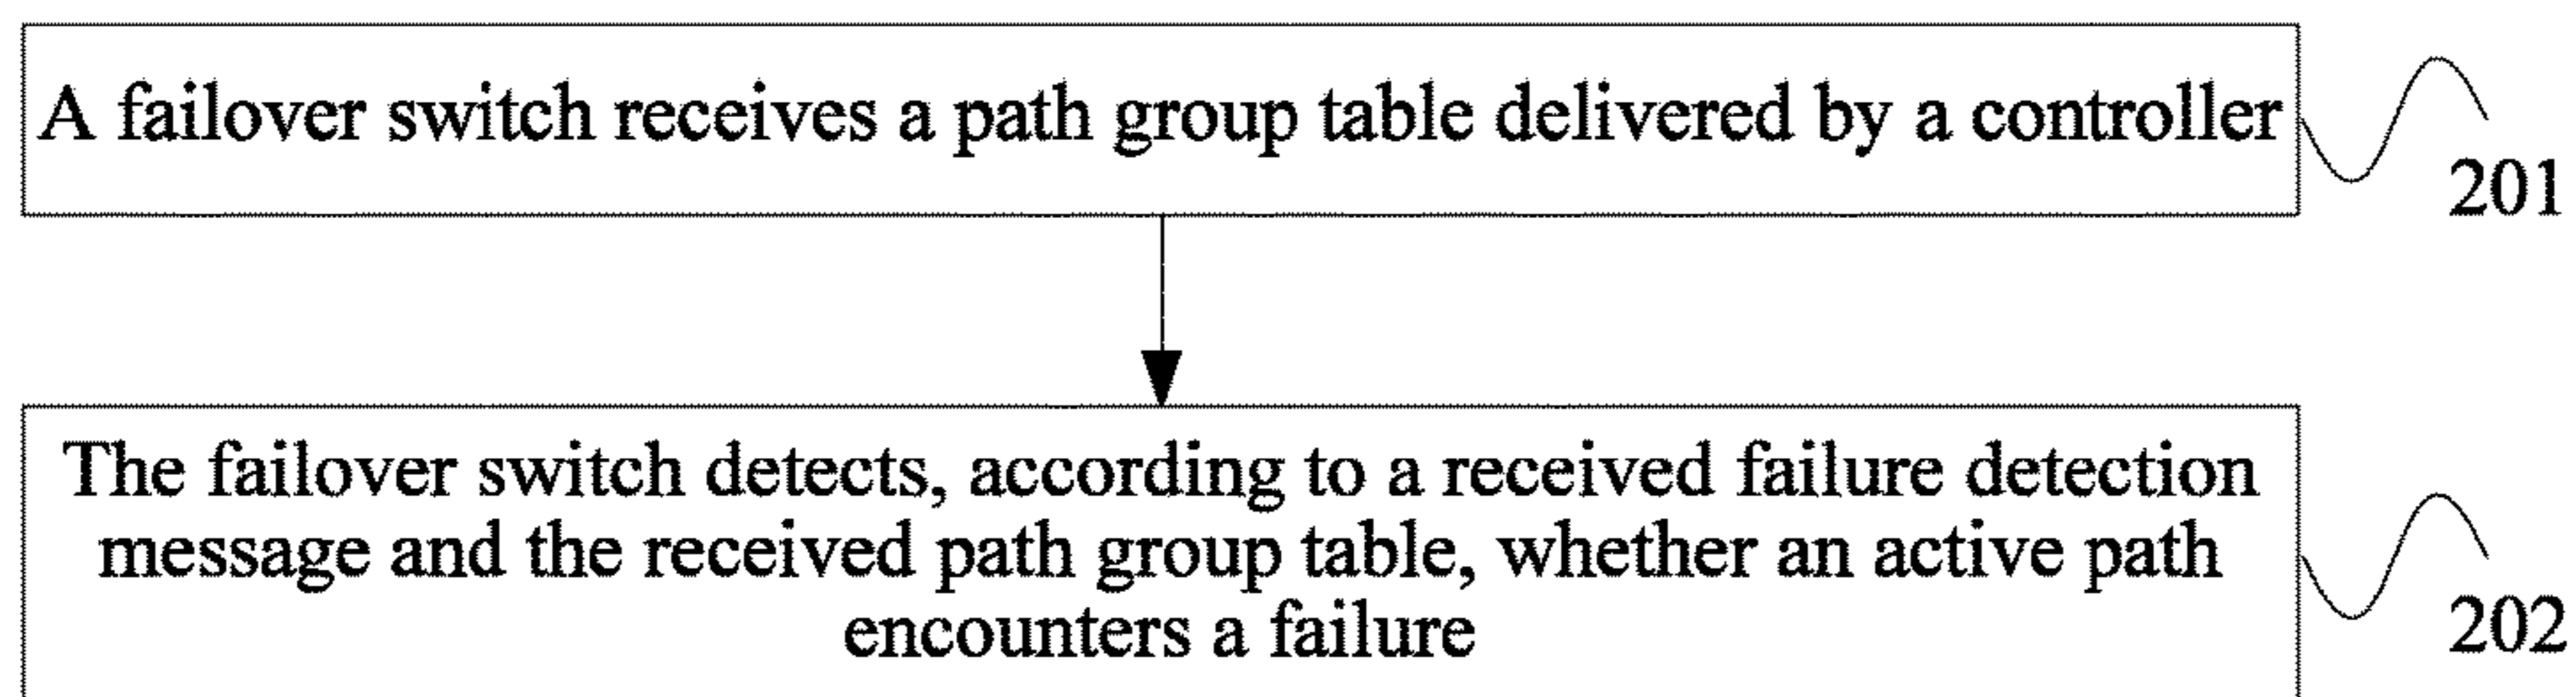 A failover switch receives a path group table delivered by a controller
201
The failover switch detects, according to a received failure detection
message and the received path group table, whether an active path
encounters a failure
202